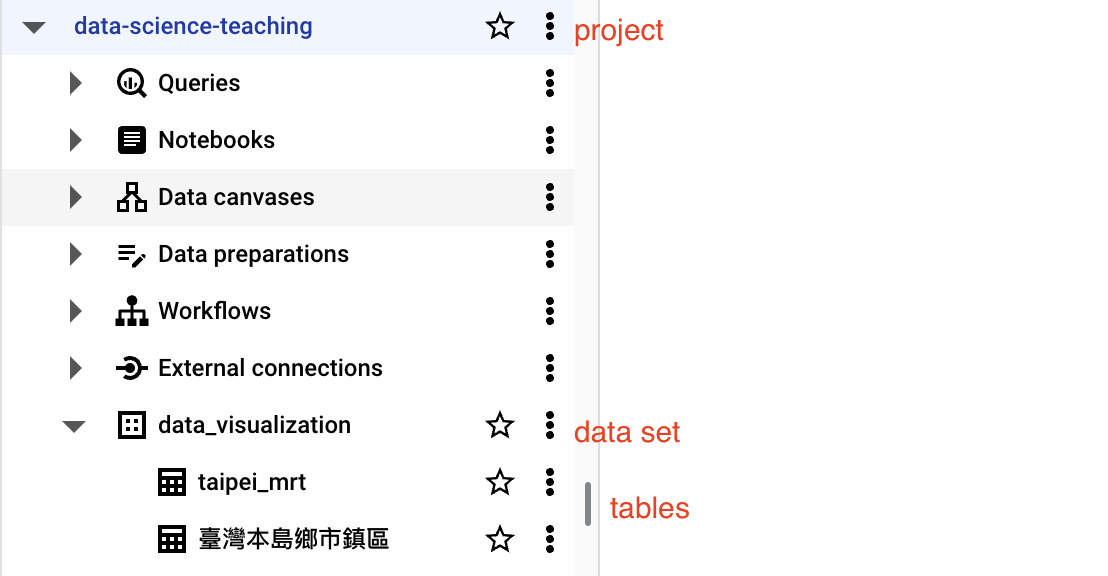 data-science-teaching project
Queries
Notebooks
Data canvases
Data preparations
Workflows
External connections
data_visualization data set
taipei_mrt
tables
臺灣本島鄉市鎮區